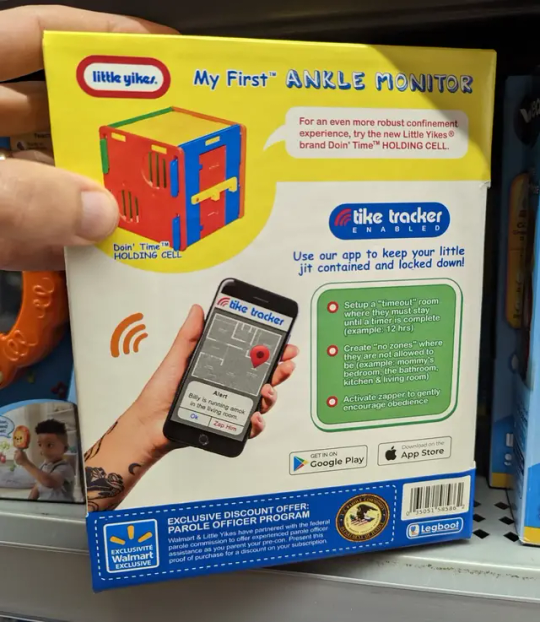 little yikes.
My First™ ANKLE MONITOR
For an even more robust confinement
experience, try the new Little Yikes®
brand Doin' Time™ HOLDING CELL.
Doin' Time™
HOLDING CELL
tike tracker
ENABLED
Use our app to keep your little
jit contained and locked down!
Setup a "timeout" room
where they must stay
until a timer is complete
(example: 12 hrs)
Create "no zones" where
they are not allowed to
be (example: mommy's
bedroom, the bathroom,
kitchen & living room)
Activate zapper to gently
encourage obedience
tike tracker
Alert
Billy is running amok
in the living room.
Ok
Zap Him
GET IN ON
Google Play
Download on the
App Store
EXCLUSIVITÉ
Walmart
EXCLUSIVE
EXCLUSIVE DISCOUNT OFFER:
PAROLE OFFICER PROGRAM
Walmart & Little Yikes have partnered with the federal
parole commission to offer experienced parole officer
assistance as you parent your pre-con. Present this
proof of purchase for a discount on your subscription.
Legbool